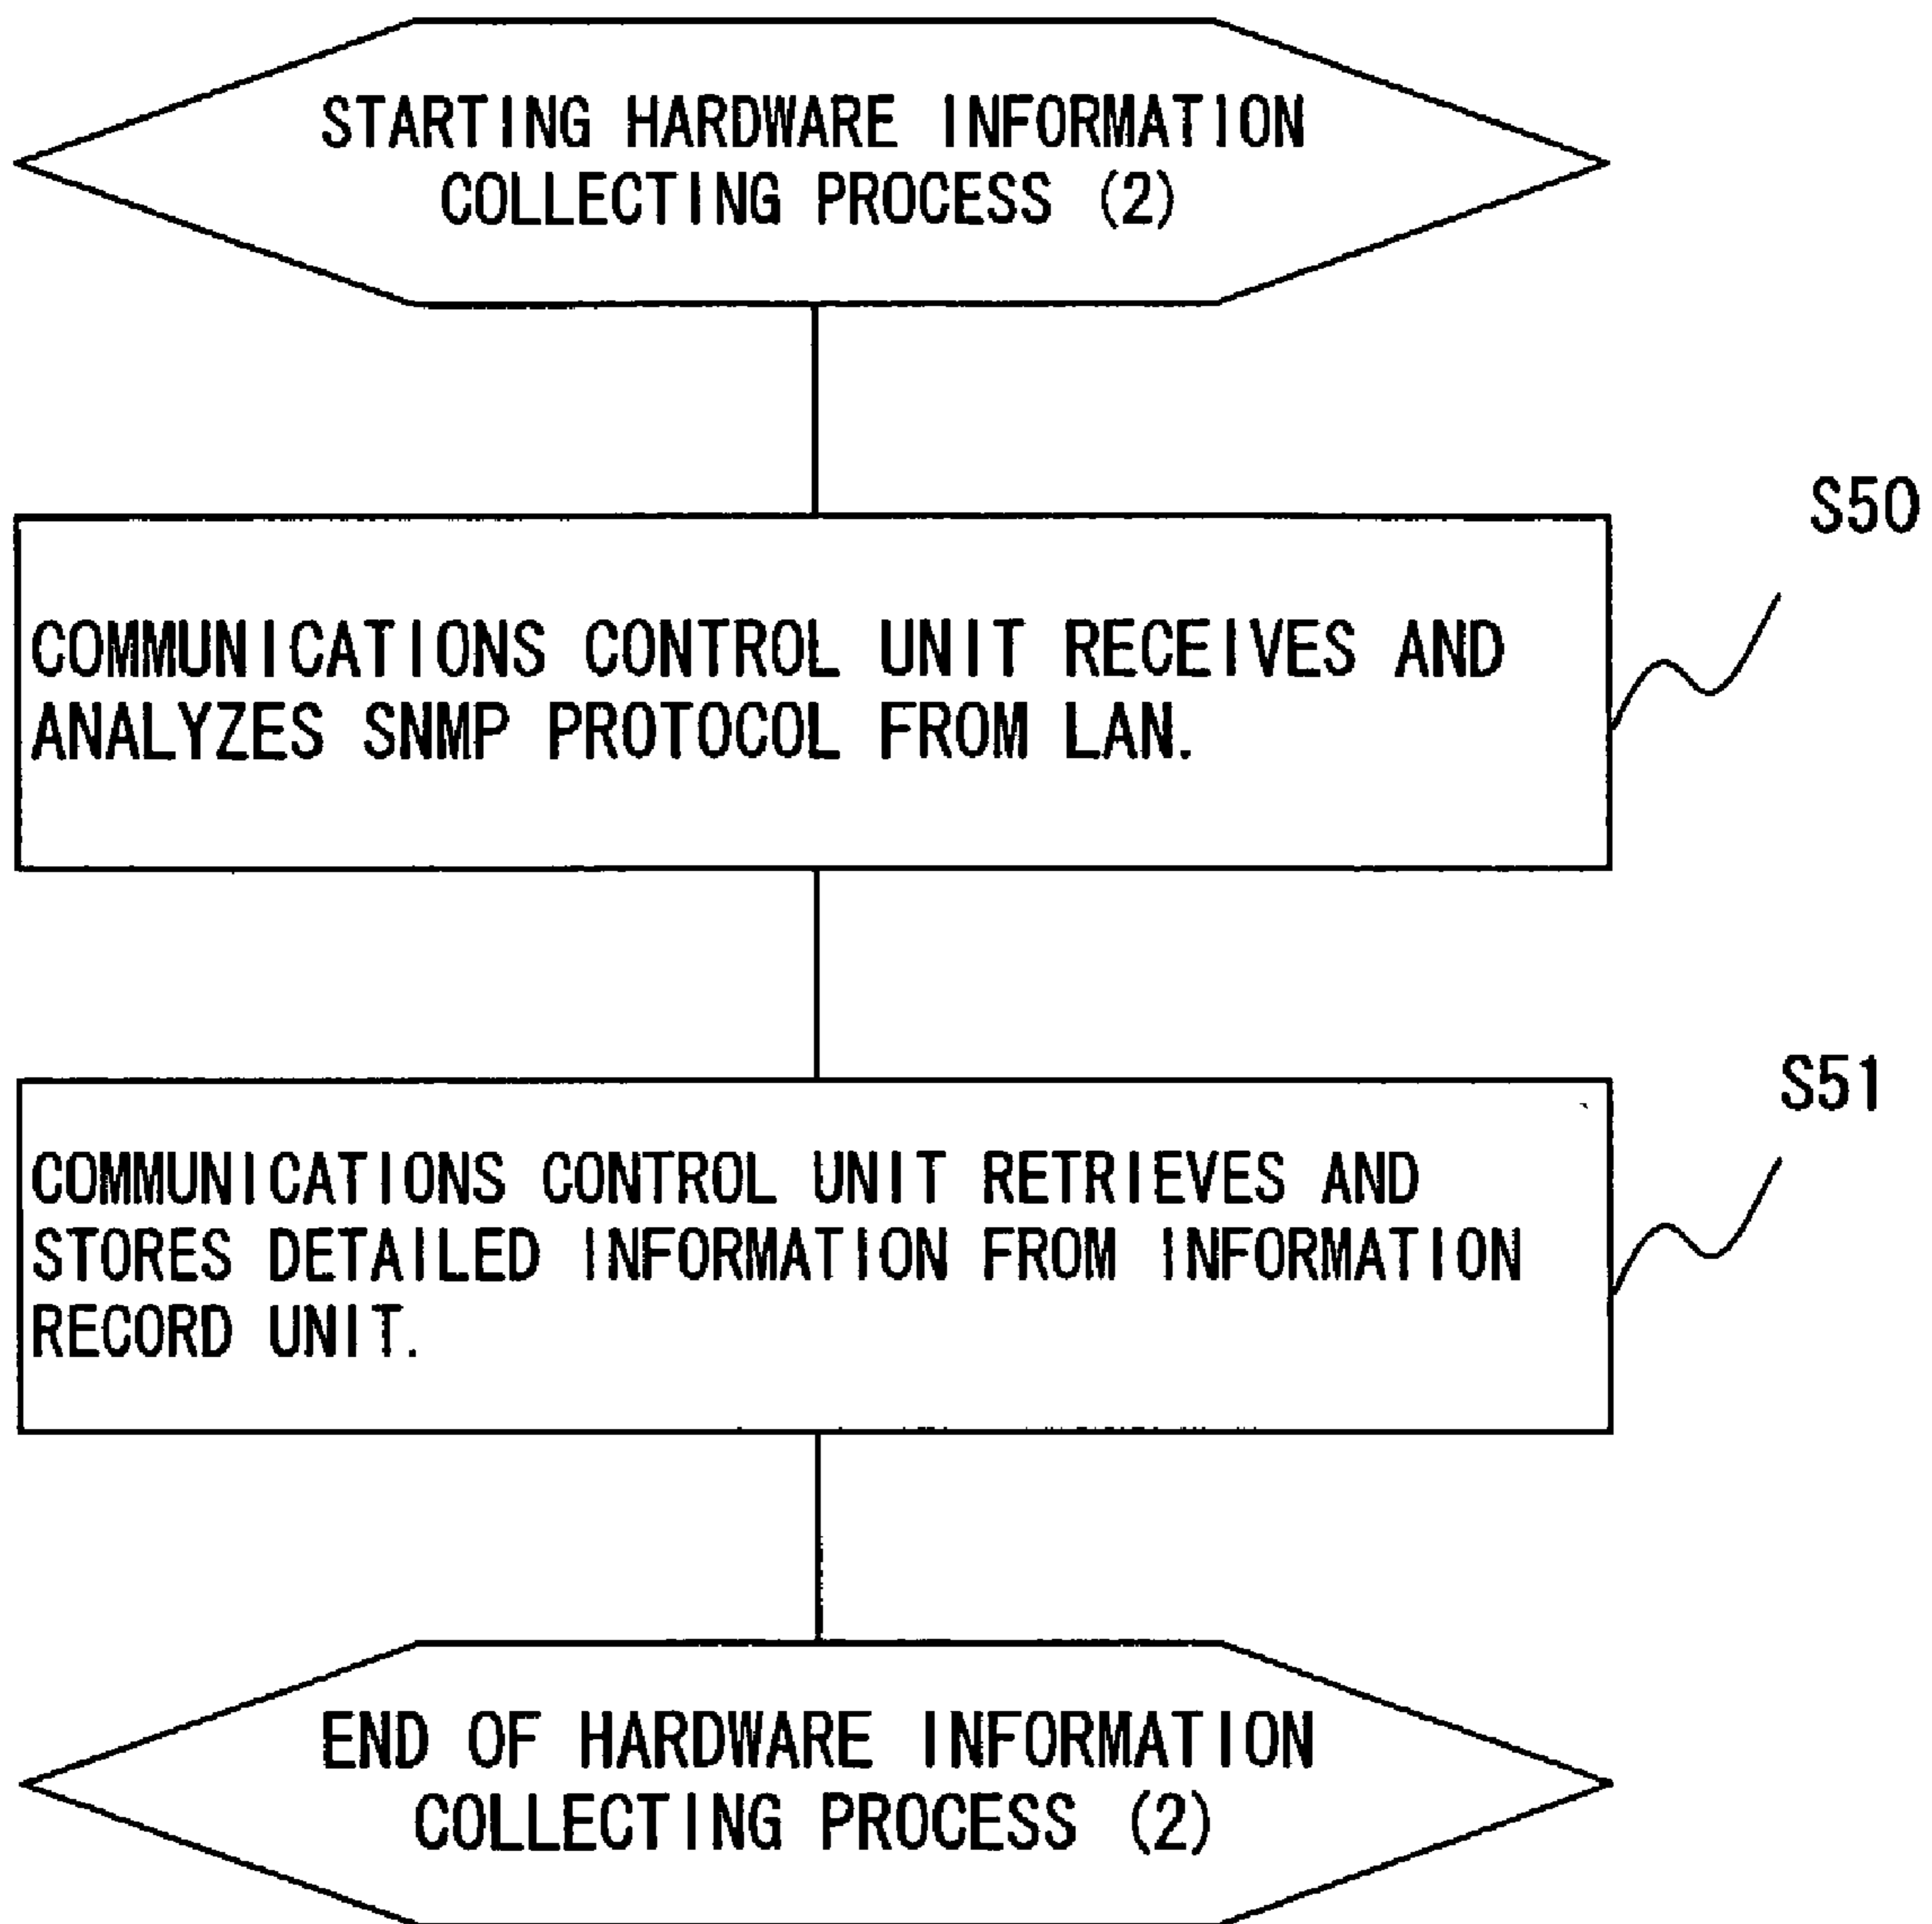 STARTING HARDWARE INFORMATION
COLLECTING PROCESS (2)
S50
COMMUNICATIONS CONTROL UNIT RECEIVES AND
ANALYZES SNMP PROTOCOL FROM LAN.
S51
COMMUNICATIONS CONTROL UNIT RETRIEVES AND
STORES DETAILED INFORMATION FROM INFORMATION
RECORD UNIT.
END OF HARDWARE INFORMATION
COLLECTING PROCESS (2)